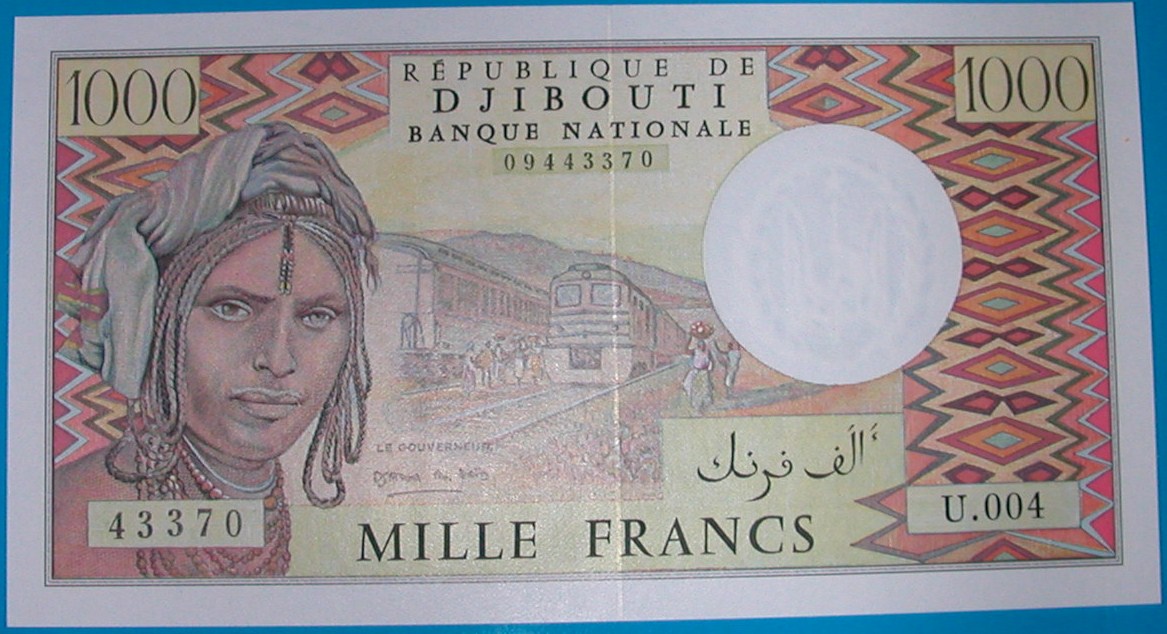 1000
RÉPUBLIQUE DE
1000
DJIBOUTI
BANQUE NATIONALE
09443370
LE GOUVERNEUR,
ألف فرنك
43370
U.004
MILLE FRANCS